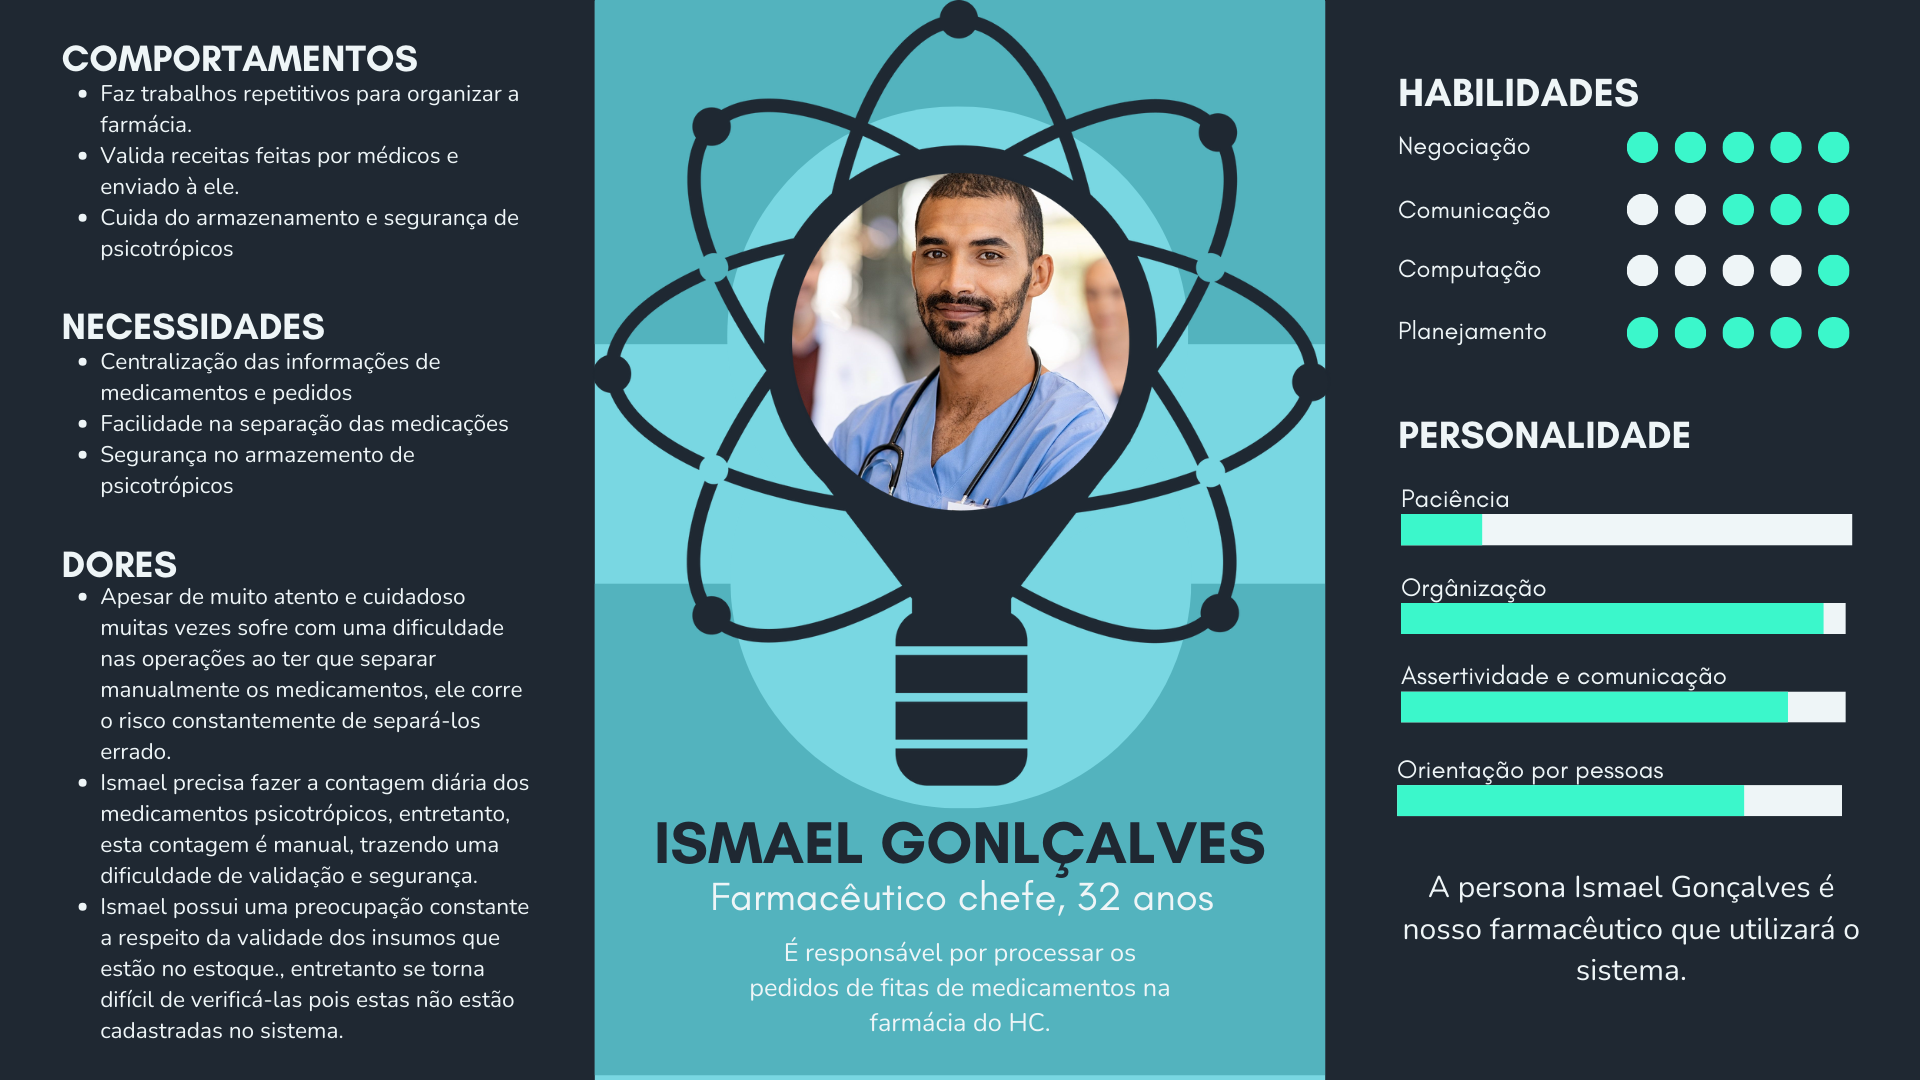 COMPORTAMENTOS
Faz trabalhos repetitivos para organizar a
farmácia.
Valida receitas feitas por médicos e
enviado à ele.
Cuida do armazenamento e segurança de
psicotrópicos
NECESSIDADES
Centralização das informações de
medicamentos e pedidos
Facilidade na separação das medicações
Segurança no armazemento de
psicotrópicos
DORES
Apesar de muito atento e cuidadoso
muitas vezes sofre com uma dificuldade
nas operações ao ter que separar
manualmente os medicamentos, ele corre
o risco constantemente de separá-los
errado.
Ismael precisa fazer a contagem diária dos
medicamentos psicotrópicos, entretanto,
esta contagem é manual, trazendo uma
dificuldade de validação e segurança.
Ismael possui uma preocupação constante
a respeito da validade dos insumos que
estão no estoque., entretanto se torna
difícil de verificá-las pois estas não estão
cadastradas no sistema.
ISMAEL GONLÇALVES
Farmacêutico chefe, 32 anos
É responsável por processar os
pedidos de fitas de medicamentos na
farmácia do HC.
HABILIDADES
Negociação
Comunicação
Computação
Planejamento
PERSONALIDADE
Paciência
Orgânização
Assertividade e comunicação
Orientação por pessoas
A persona Ismael Gonçalves é
nosso farmacêutico que utilizará o
sistema.